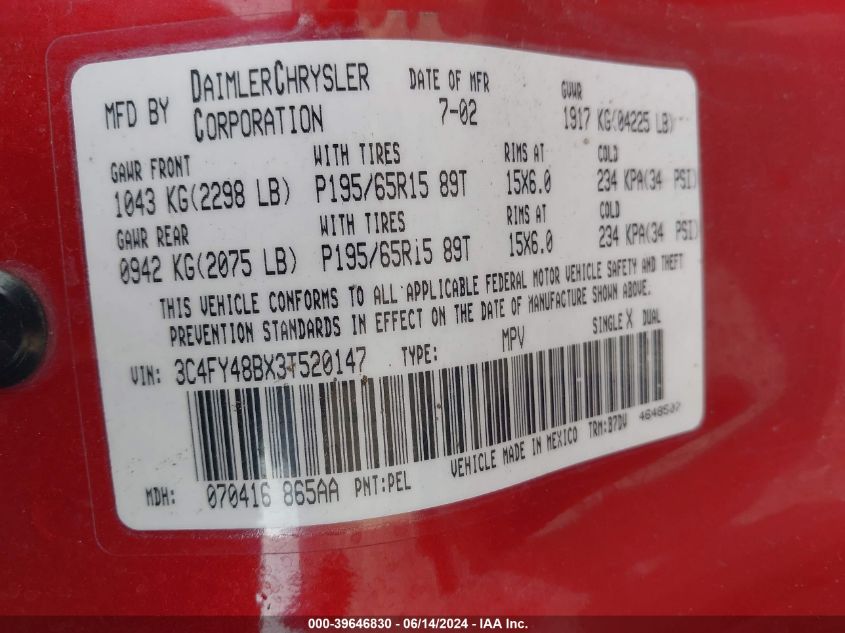 MFD BY DAIMLERCHRYSLER CORPORATION DATE OF MFR 7-02 GVWR 1917 KG(04225 LB)
GAWR FRONT WITH TIRES RIMS AT COLD
1043 KG(2298 LB) P195/65R15 89T 15X6.0 234 KPA(34 PSI)
GAWR REAR WITH TIRES RIMS AT COLD
0942 KG(2075 LB) P195/65R15 89T 15X6.0 234 KPA(34 PSI)
THIS VEHICLE CONFORMS TO ALL APPLICABLE FEDERAL MOTOR VEHICLE SAFETY AND THEFT
PREVENTION STANDARDS IN EFFECT ON THE DATE OF MANUFACTURE SHOWN ABOVE.
VIN: 3C4FY48BX3T520147 TYPE: MPV SINGLE X DUAL
VEHICLE MADE IN MEXICO TRM:B7DV 4648507
MDH: 070416 865AA PNT:PEL
000-39646830 - 06/14/2024 - IAA Inc.